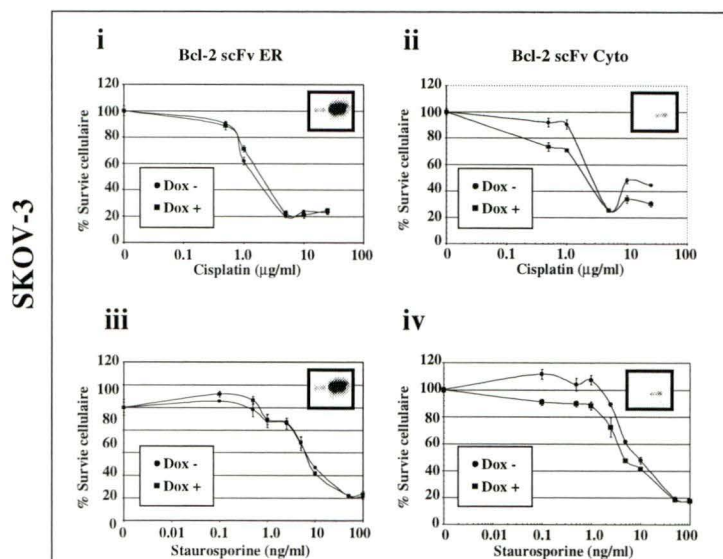 SKOV-3
i
Bcl-2 scFv ER
% Survie cellulaire
120
100
80
60
40
20
0
Dox -
Dox +
0 0.1 1.0 10 100
Cisplatin (µg/ml)
ii
Bcl-2 scFv Cyto
% Survie cellulaire
120
100
80
60
40
20
0
Dox -
Dox +
0 0.1 1.0 10 100
Cisplatin (µg/ml)
iii
% Survie cellulaire
120
100
80
60
40
20
0
Dox -
Dox +
0 0.01 0.1 1.0 10 100
Staurosporine (ng/ml)
iv
% Survie cellulaire
120
100
80
60
40
20
0
Dox -
Dox +
0 0.01 0.1 1.0 10 100
Staurosporine (ng/ml)